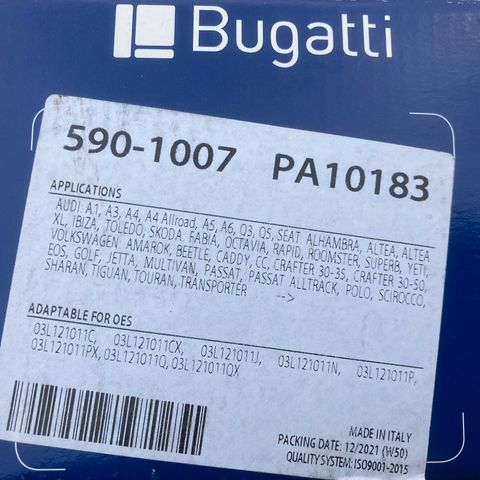 Bugatti
590-1007 PA10183
APPLICATIONS
AUDI: A1, A3, A4, A4 Allroad, A5, A6, Q3, Q5, SEAT: ALHAMBRA, ALTEA, ALTEA
XL, IBIZA, TOLEDO, SKODA: FABIA, OCTAVIA, RAPID, ROOMSTER, SUPERB, YETI,
VOLKSWAGEN: AMAROK, BEETLE, CADDY, CC, CRAFTER 30-35, CRAFTER 30-50,
EOS, GOLF, JETTA, MULTIVAN, PASSAT, PASSAT ALLTRACK, POLO, SCIROCCO,
SHARAN, TIGUAN, TOURAN, TRANSPORTER -->
ADAPTABLE FOR OES
03L121011C, 03L121011CX, 03L121011J, 03L121011N, 03L121011P,
03L121011PX, 03L121011Q, 03L121011QX
MADE IN ITALY
PACKING DATE: 12/2021 (W50)
QUALITY SYSTEM: ISO9001-2015